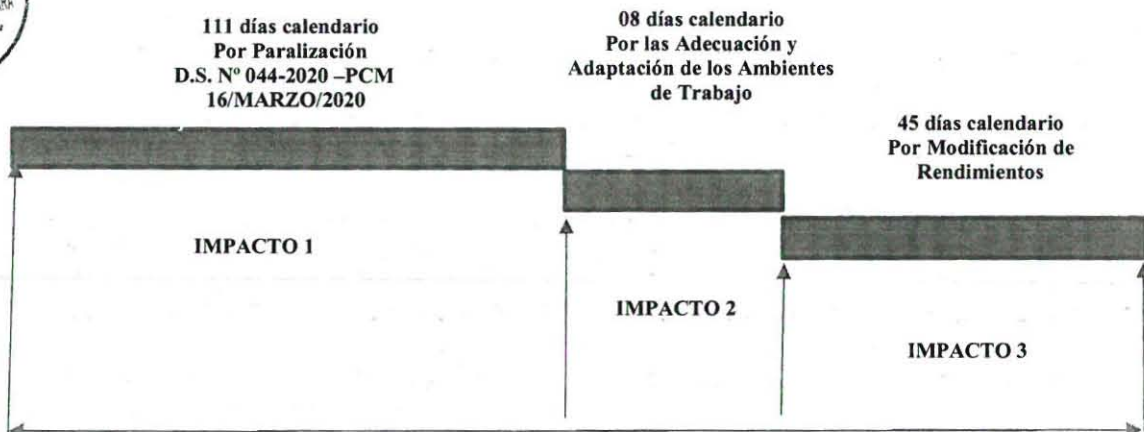 111 días calendario
Por Paralización
D.S. Nº 044-2020 –PCM
16/MARZO/2020
08 días calendario
Por las Adecuación y
Adaptación de los Ambientes
de Trabajo
45 días calendario
Por Modificación de
Rendimientos
IMPACTO 1
IMPACTO 2
IMPACTO 3